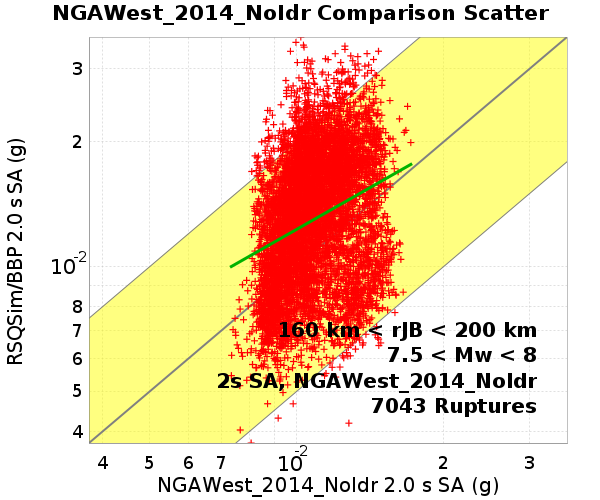 NGAWest_2014_NoIdr Comparison Scatter
RSQSim/BBP 2.0 s SA (g)
3
2
10-2
8
7
6
5
4
160 km < rJB < 200 km
7.5 < Mw < 8
2s SA, NGAWest_2014_NoIdr
7043 Ruptures
4 5 6 7 10-2 2 3
NGAWest_2014_NoIdr 2.0 s SA (g)